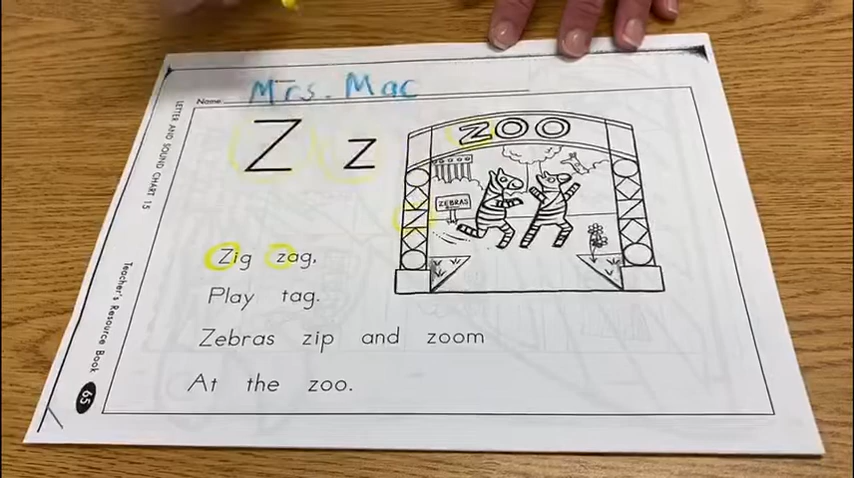 Name: Mrs. Mac
Z z
ZOO
ZEBRAS
Zig zag.
Play tag.
Zebras zip and zoom
At the zoo.
LETTER AND SOUND CHART 15
Teacher's Resource Book
65